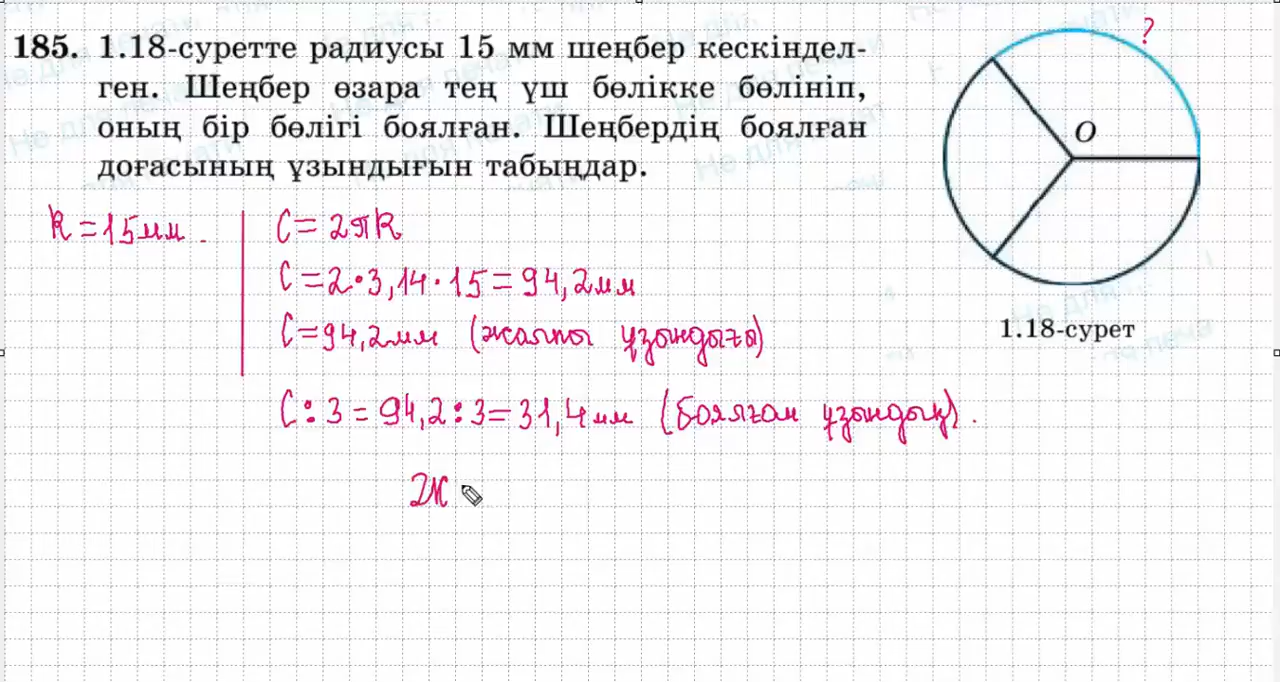 185. 1.18-суретте радиусы 15 мм шеңбер кескіндел-
ген. Шеңбер өзара тең үш бөлікке бөлініп,
оның бір бөлігі боялған. Шеңбердің боялған
доғасының ұзындығын табыңдар.
?
O
1.18-сурет
R=15мм.
C=2πR
C=2·3,14·15=94,2мм
C=94,2мм (жалпы ұзындығы)
C:3=94,2:3=31,4мм (боялған ұзындық).
Ж